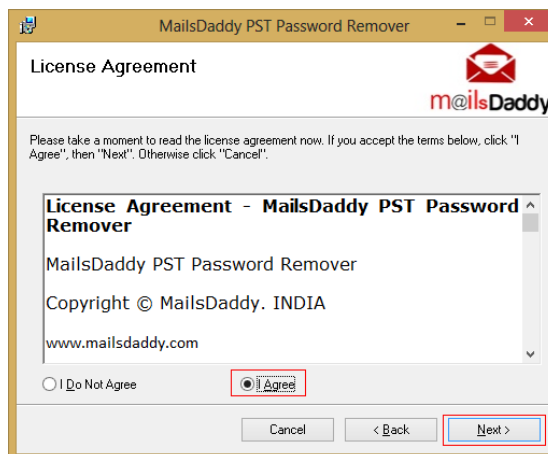 MailsDaddy PST Password Remover
License Agreement
m@ilsDaddy
Please take a moment to read the license agreement now. If you accept the terms below, click "I
Agree", then "Next". Otherwise click "Cancel".
License Agreement - MailsDaddy PST Password
Remover
MailsDaddy PST Password Remover
Copyright © MailsDaddy. INDIA
www.mailsdaddy.com
I Do Not Agree
I Agree
Cancel
< Back
Next >